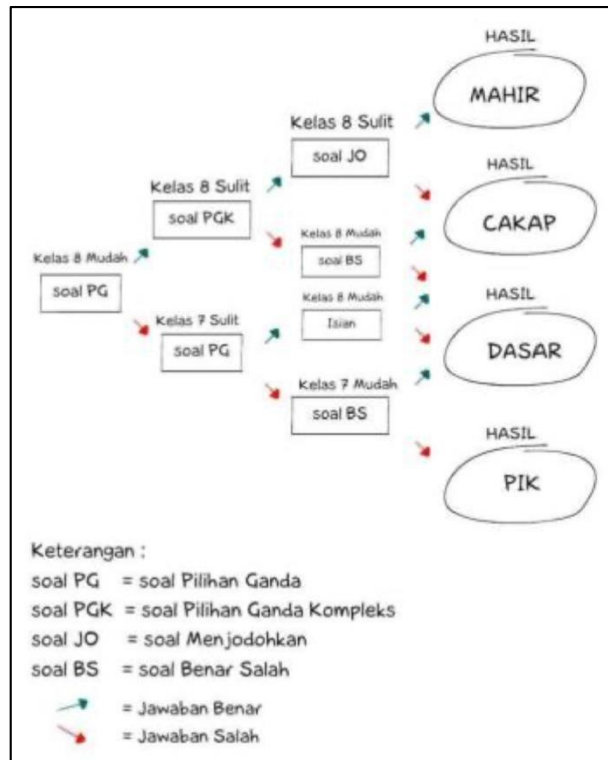 HASIL
MAHIR
Kelas 8 Sulit
soal JO
HASIL
CAKAP
Kelas 8 Sulit
soal PGK
Kelas 8 Mudah
soal BS
Kelas 8 Mudah
soal PG
Kelas 8 Mudah
Isian
HASIL
DASAR
Kelas 7 Sulit
soal PG
Kelas 7 Mudah
soal BS
HASIL
PIK
Keterangan :
soal PG = soal Pilihan Ganda
soal PGK = soal Pilihan Ganda Kompleks
soal JO = soal Menjodohkan
soal BS = soal Benar Salah
= Jawaban Benar
= Jawaban Salah